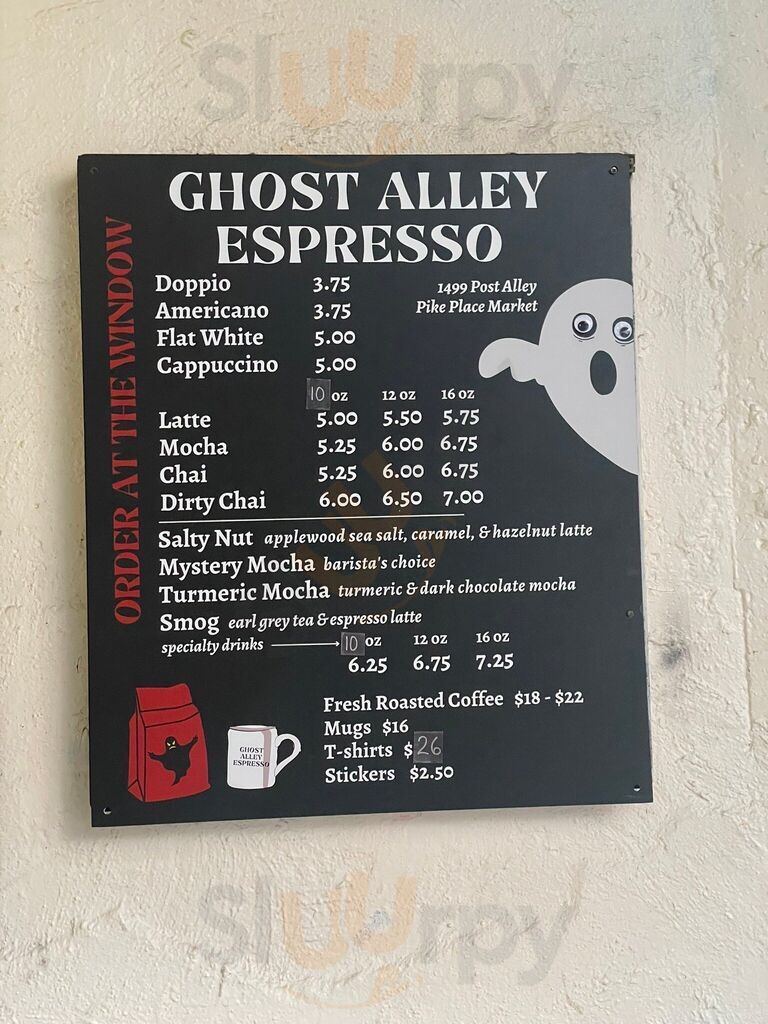 Sluurpy
GHOST ALLEY
ESPRESSO
ORDER AT THE WINDOW
Doppio 3.75
Americano 3.75
Flat White 5.00
Cappuccino 5.00
1499 Post Alley
Pike Place Market
10 oz 12 oz 16 oz
Latte 5.00 5.50 5.75
Mocha 5.25 6.00 6.75
Chai 5.25 6.00 6.75
Dirty Chai 6.00 6.50 7.00
Salty Nut applewood sea salt, caramel, & hazelnut latte
Mystery Mocha barista's choice
Turmeric Mocha turmeric & dark chocolate mocha
Smog earl grey tea & espresso latte
specialty drinks 10 oz 12 oz 16 oz
6.25 6.75 7.25
Fresh Roasted Coffee $18 - $22
Mugs $16
T-shirts $26
Stickers $2.50
GHOST
ALLEY
ESPRESSO
Sluurpy